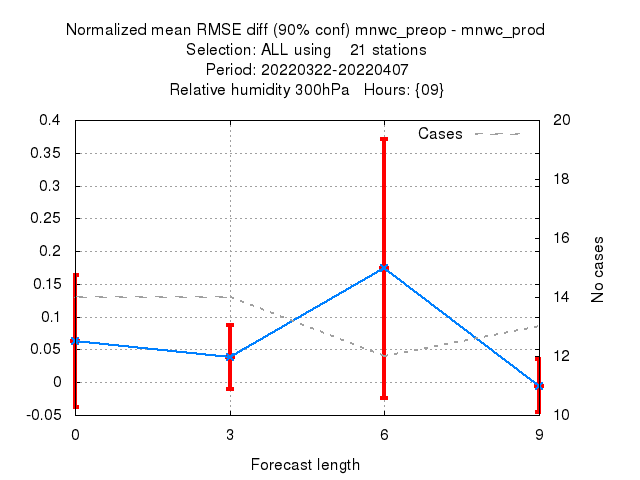 Normalized mean RMSE diff (90% conf) mnwc_preop - mnwc_prod
Selection: ALL using 21 stations
Period: 20220322-20220407
Relative humidity 300hPa Hours: {09}
Cases
0.4
0.35
0.3
0.25
0.2
0.15
0.1
0.05
0
-0.05
20
18
16
14
12
10
No cases
0 3 6 9
Forecast length